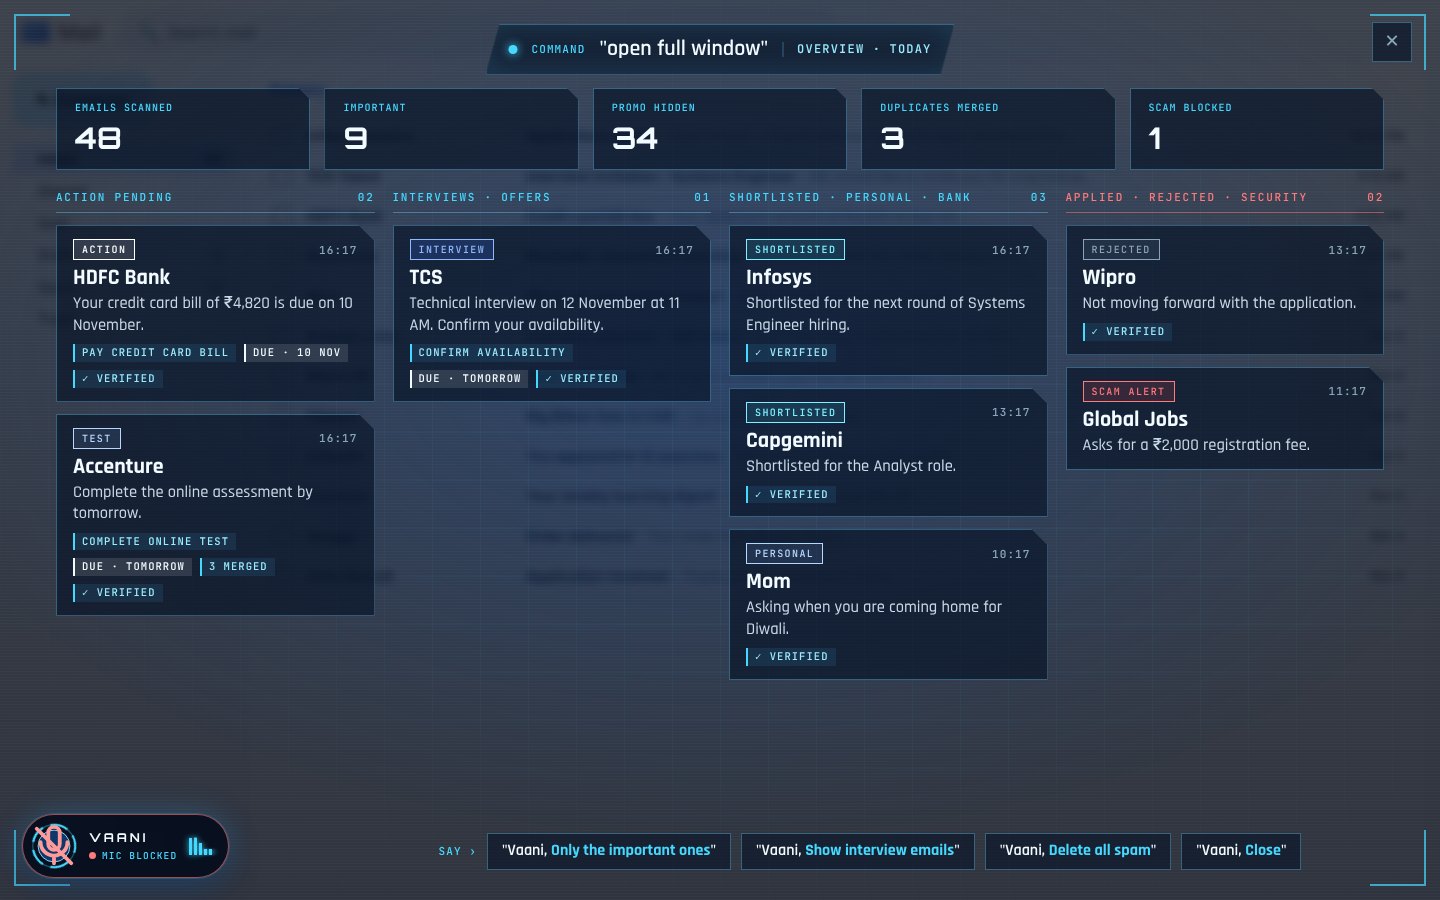 COMMAND "open full window" OVERVIEW · TODAY
×
EMAILS SCANNED
48
IMPORTANT
9
PROMO HIDDEN
34
DUPLICATES MERGED
3
SCAM BLOCKED
1
ACTION PENDING 02
ACTION 16:17
HDFC Bank
Your credit card bill of ₹4,820 is due on 10
November.
PAY CREDIT CARD BILL DUE · 10 NOV
✓ VERIFIED
TEST 16:17
Accenture
Complete the online assessment by
tomorrow.
COMPLETE ONLINE TEST
DUE · TOMORROW 3 MERGED
✓ VERIFIED
INTERVIEWS · OFFERS 01
INTERVIEW 16:17
TCS
Technical interview on 12 November at 11
AM. Confirm your availability.
CONFIRM AVAILABILITY
DUE · TOMORROW ✓ VERIFIED
SHORTLISTED · PERSONAL · BANK 03
SHORTLISTED 16:17
Infosys
Shortlisted for the next round of Systems
Engineer hiring.
✓ VERIFIED
SHORTLISTED 13:17
Capgemini
Shortlisted for the Analyst role.
✓ VERIFIED
PERSONAL 10:17
Mom
Asking when you are coming home for
Diwali.
✓ VERIFIED
APPLIED · REJECTED · SECURITY 02
REJECTED 13:17
Wipro
Not moving forward with the application.
✓ VERIFIED
SCAM ALERT 11:17
Global Jobs
Asks for a ₹2,000 registration fee.
VAANI
MIC BLOCKED
SAY › "Vaani, Only the important ones" "Vaani, Show interview emails" "Vaani, Delete all spam" "Vaani, Close"